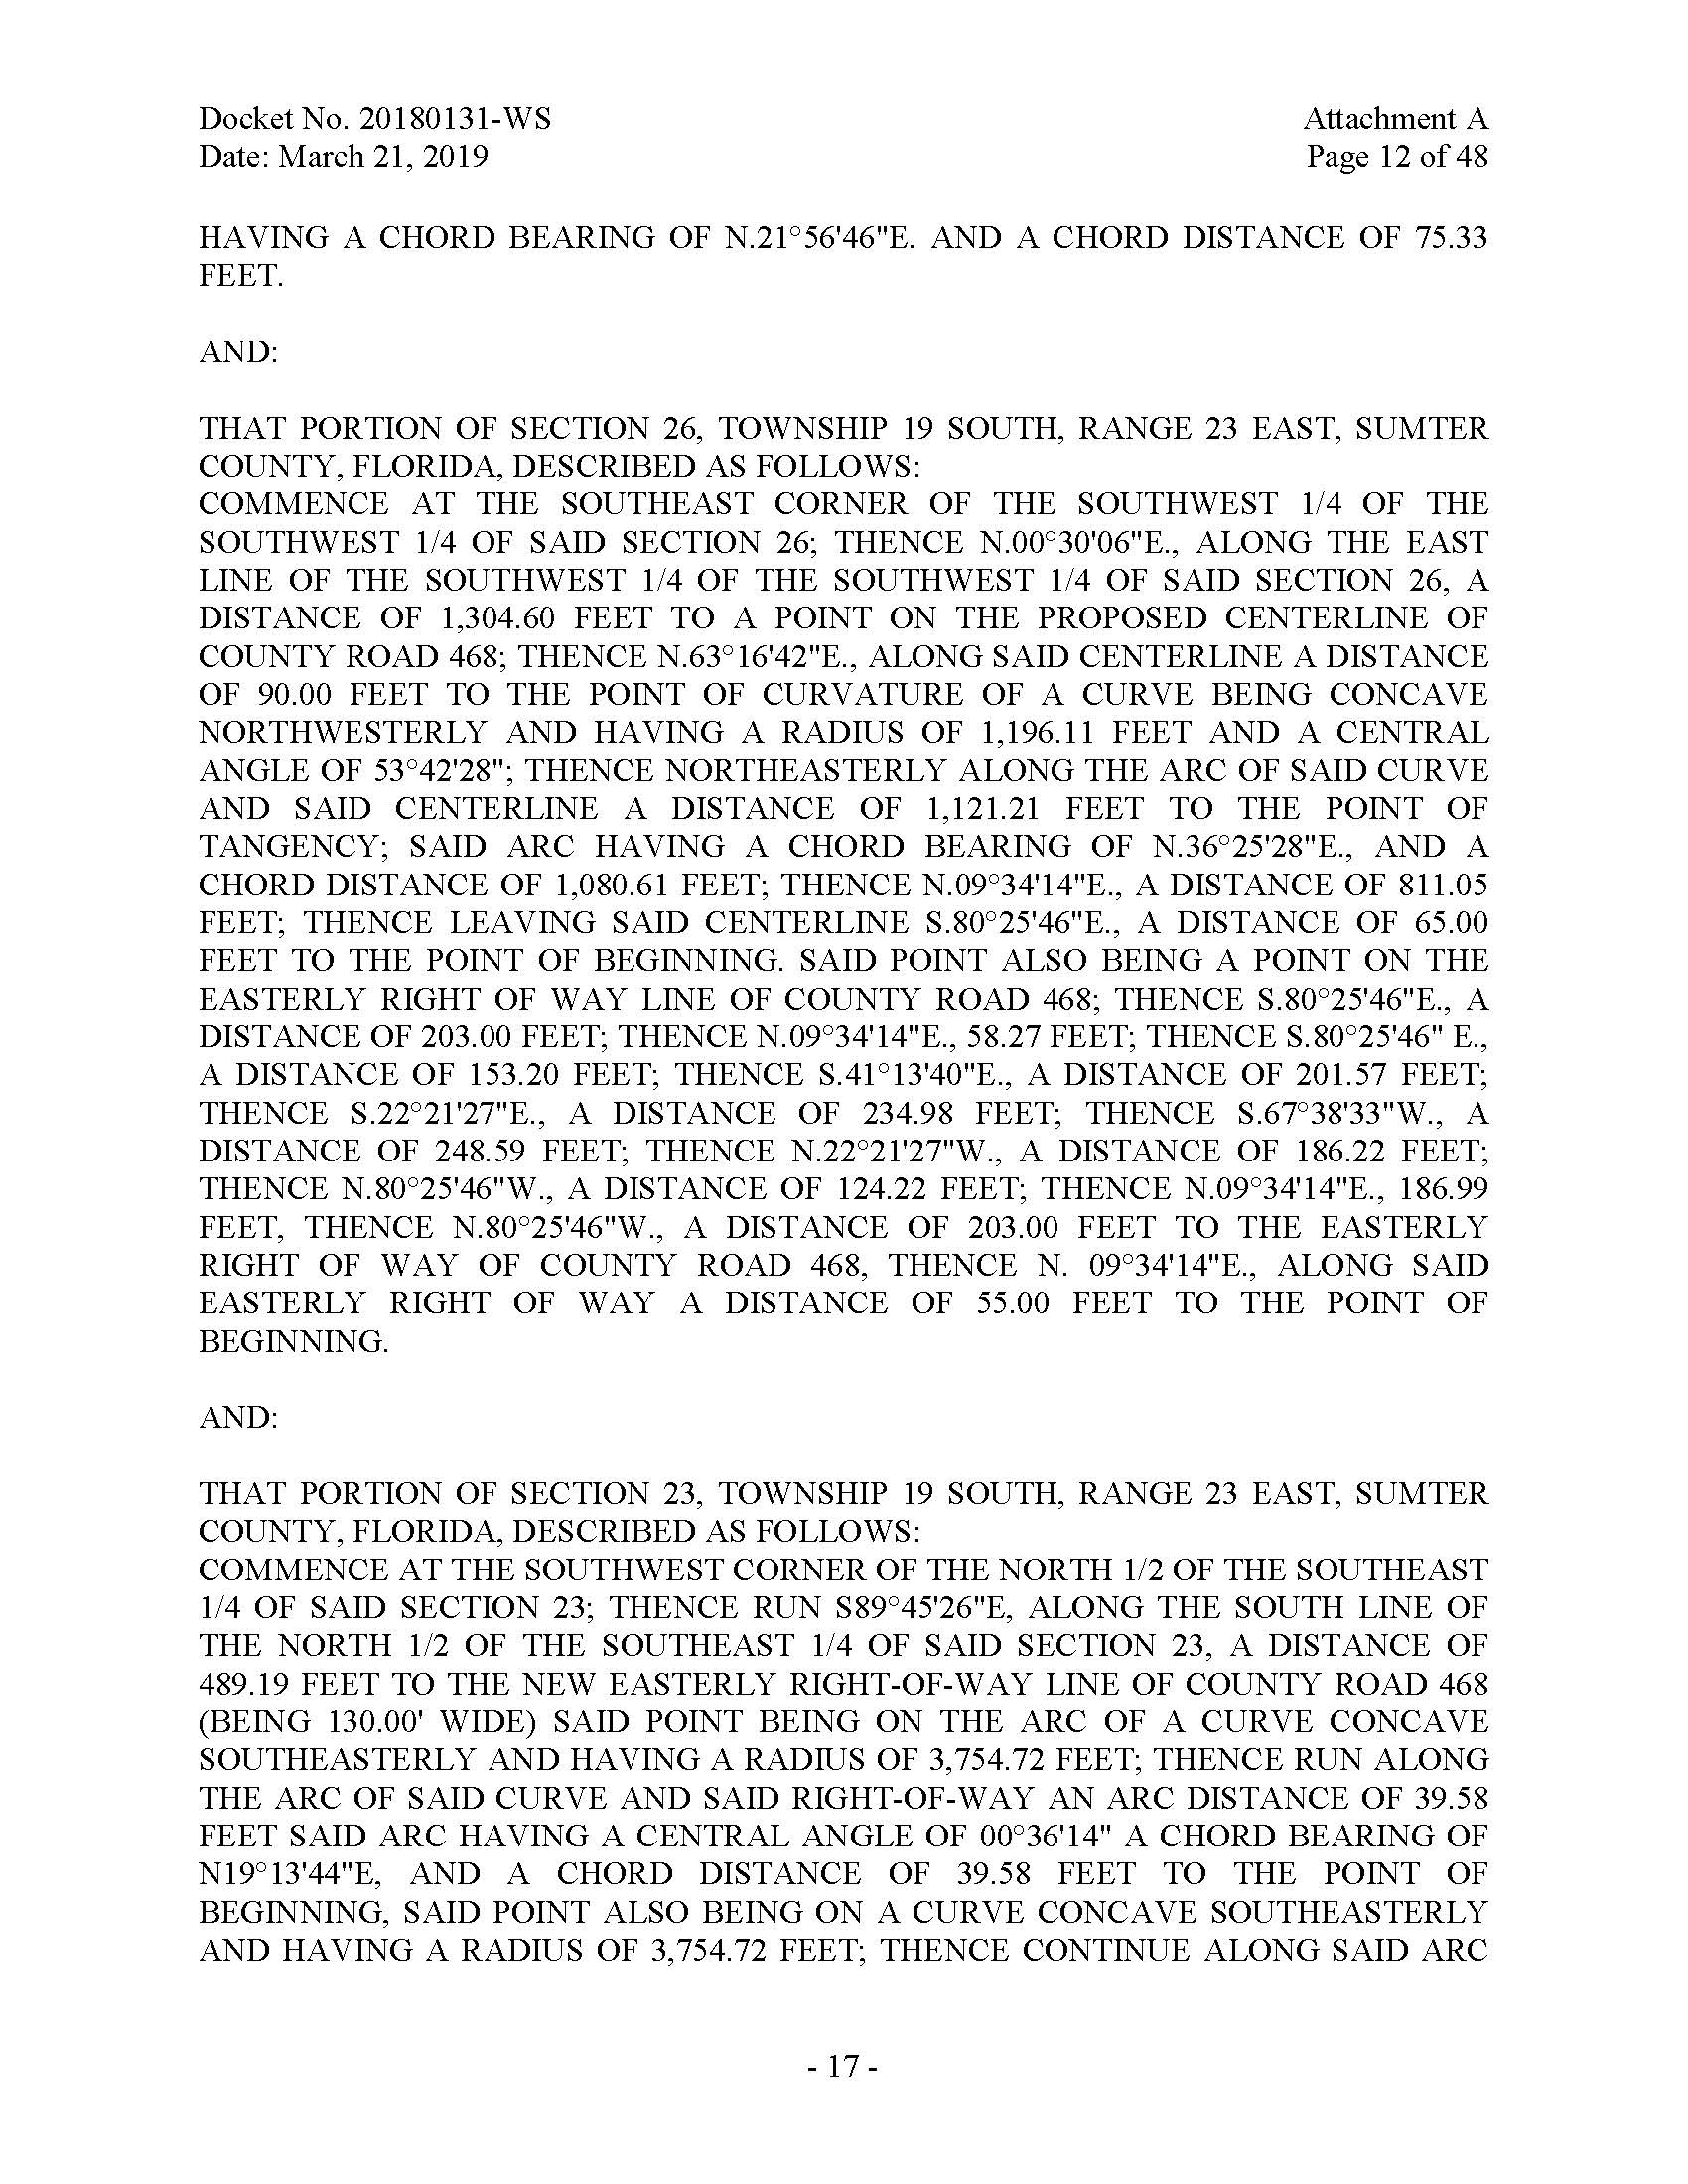 Docket No. 20180131-WS
Date: March 21, 2019
Attachment A
Page 12 of 48
HAVING A CHORD BEARING OF N.21°56'46"E. AND A CHORD DISTANCE OF 75.33
FEET.
AND:
THAT PORTION OF SECTION 26, TOWNSHIP 19 SOUTH, RANGE 23 EAST, SUMTER
COUNTY, FLORIDA, DESCRIBED AS FOLLOWS:
COMMENCE AT THE SOUTHEAST CORNER OF THE SOUTHWEST 1/4 OF THE
SOUTHWEST 1/4 OF SAID SECTION 26; THENCE N.00°30'06"E., ALONG THE EAST
LINE OF THE SOUTHWEST 1/4 OF THE SOUTHWEST 1/4 OF SAID SECTION 26, A
DISTANCE OF 1,304.60 FEET TO A POINT ON THE PROPOSED CENTERLINE OF
COUNTY ROAD 468; THENCE N.63°16'42"E., ALONG SAID CENTERLINE A DISTANCE
OF 90.00 FEET TO THE POINT OF CURVATURE OF A CURVE BEING CONCAVE
NORTHWESTERLY AND HAVING A RADIUS OF 1,196.11 FEET AND A CENTRAL
ANGLE OF 53°42'28"; THENCE NORTHEASTERLY ALONG THE ARC OF SAID CURVE
AND SAID CENTERLINE A DISTANCE OF 1,121.21 FEET TO THE POINT OF
TANGENCY; SAID ARC HAVING A CHORD BEARING OF N.36°25'28"E., AND A
CHORD DISTANCE OF 1,080.61 FEET; THENCE N.09°34'14"E., A DISTANCE OF 811.05
FEET; THENCE LEAVING SAID CENTERLINE S.80°25'46"E., A DISTANCE OF 65.00
FEET TO THE POINT OF BEGINNING. SAID POINT ALSO BEING A POINT ON THE
EASTERLY RIGHT OF WAY LINE OF COUNTY ROAD 468; THENCE S.80°25'46"E., A
DISTANCE OF 203.00 FEET; THENCE N.09°34'14"E., 58.27 FEET; THENCE S.80°25'46" E.,
A DISTANCE OF 153.20 FEET; THENCE S.41°13'40"E., A DISTANCE OF 201.57 FEET;
THENCE S.22°21'27"E., A DISTANCE OF 234.98 FEET; THENCE S.67°38'33"W., A
DISTANCE OF 248.59 FEET; THENCE N.22°21'27"W., A DISTANCE OF 186.22 FEET;
THENCE N.80°25'46"W., A DISTANCE OF 124.22 FEET; THENCE N.09°34'14"E., 186.99
FEET, THENCE N.80°25'46"W., A DISTANCE OF 203.00 FEET TO THE EASTERLY
RIGHT OF WAY OF COUNTY ROAD 468, THENCE N. 09°34'14"E., ALONG SAID
EASTERLY RIGHT OF WAY A DISTANCE OF 55.00 FEET TO THE POINT OF
BEGINNING.
AND:
THAT PORTION OF SECTION 23, TOWNSHIP 19 SOUTH, RANGE 23 EAST, SUMTER
COUNTY, FLORIDA, DESCRIBED AS FOLLOWS:
COMMENCE AT THE SOUTHWEST CORNER OF THE NORTH 1/2 OF THE SOUTHEAST
1/4 OF SAID SECTION 23; THENCE RUN S89°45'26"E, ALONG THE SOUTH LINE OF
THE NORTH 1/2 OF THE SOUTHEAST 1/4 OF SAID SECTION 23, A DISTANCE OF
489.19 FEET TO THE NEW EASTERLY RIGHT-OF-WAY LINE OF COUNTY ROAD 468
(BEING 130.00' WIDE) SAID POINT BEING ON THE ARC OF A CURVE CONCAVE
SOUTHEASTERLY AND HAVING A RADIUS OF 3,754.72 FEET; THENCE RUN ALONG
THE ARC OF SAID CURVE AND SAID RIGHT-OF-WAY AN ARC DISTANCE OF 39.58
FEET SAID ARC HAVING A CENTRAL ANGLE OF 00°36'14" A CHORD BEARING OF
N19°13'44"E, AND A CHORD DISTANCE OF 39.58 FEET TO THE POINT OF
BEGINNING, SAID POINT ALSO BEING ON A CURVE CONCAVE SOUTHEASTERLY
AND HAVING A RADIUS OF 3,754.72 FEET; THENCE CONTINUE ALONG SAID ARC
- 17 -